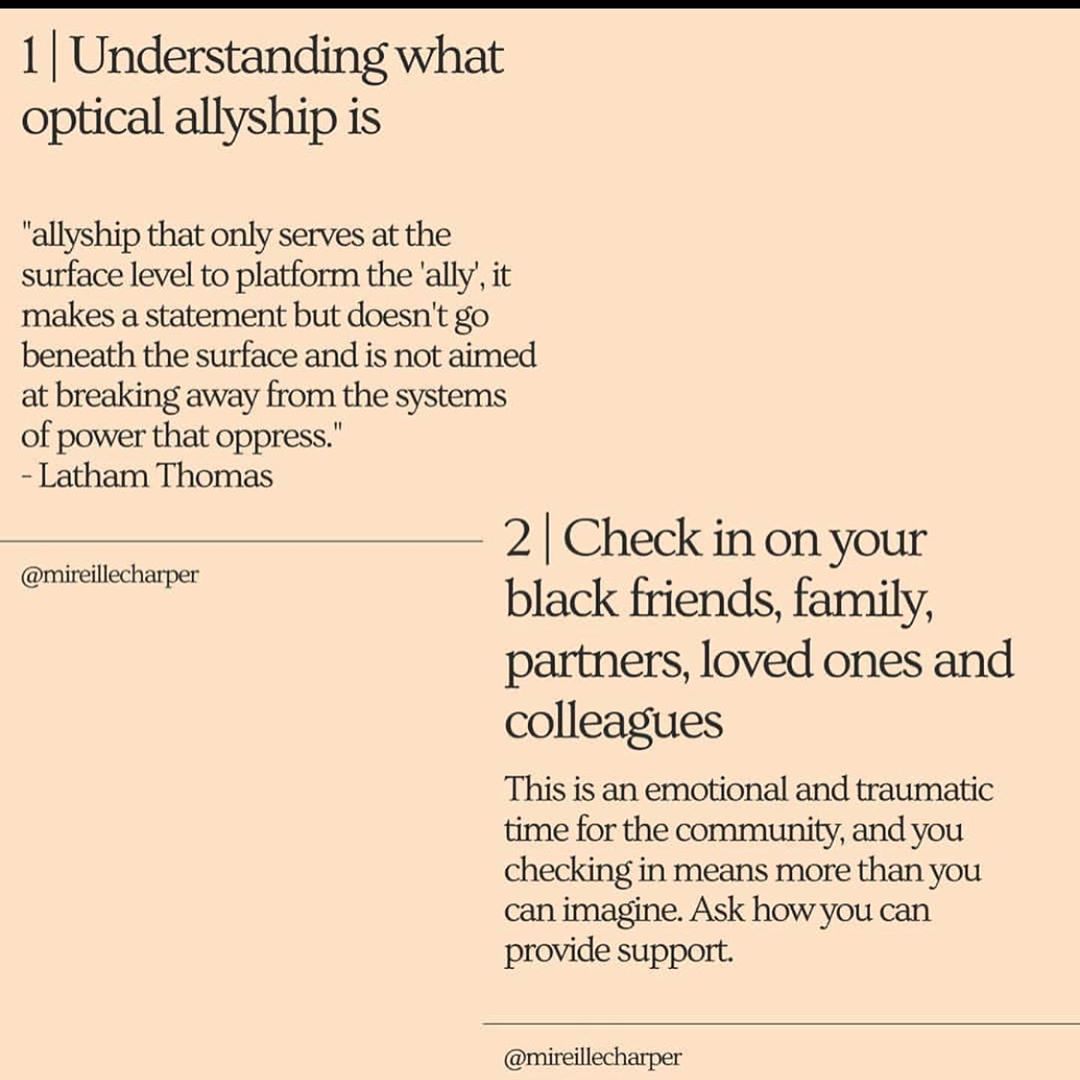 1 | Understanding what
optical allyship is
"allyship that only serves at the
surface level to platform the 'ally', it
makes a statement but doesn't go
beneath the surface and is not aimed
at breaking away from the systems
of power that oppress."
- Latham Thomas
@mireillecharper
2 | Check in on your
black friends, family,
partners, loved ones and
colleagues
This is an emotional and traumatic
time for the community, and you
checking in means more than you
can imagine. Ask how you can
provide support.
@mireillecharper